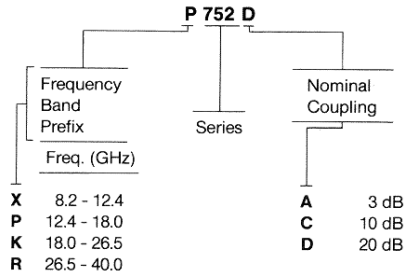 P 752 D
Frequency
Band
Prefix
Freq. (GHz)
X 8.2 - 12.4
P 12.4 - 18.0
K 18.0 - 26.5
R 26.5 - 40.0
Series
Nominal
Coupling
A 3 dB
C 10 dB
D 20 dB